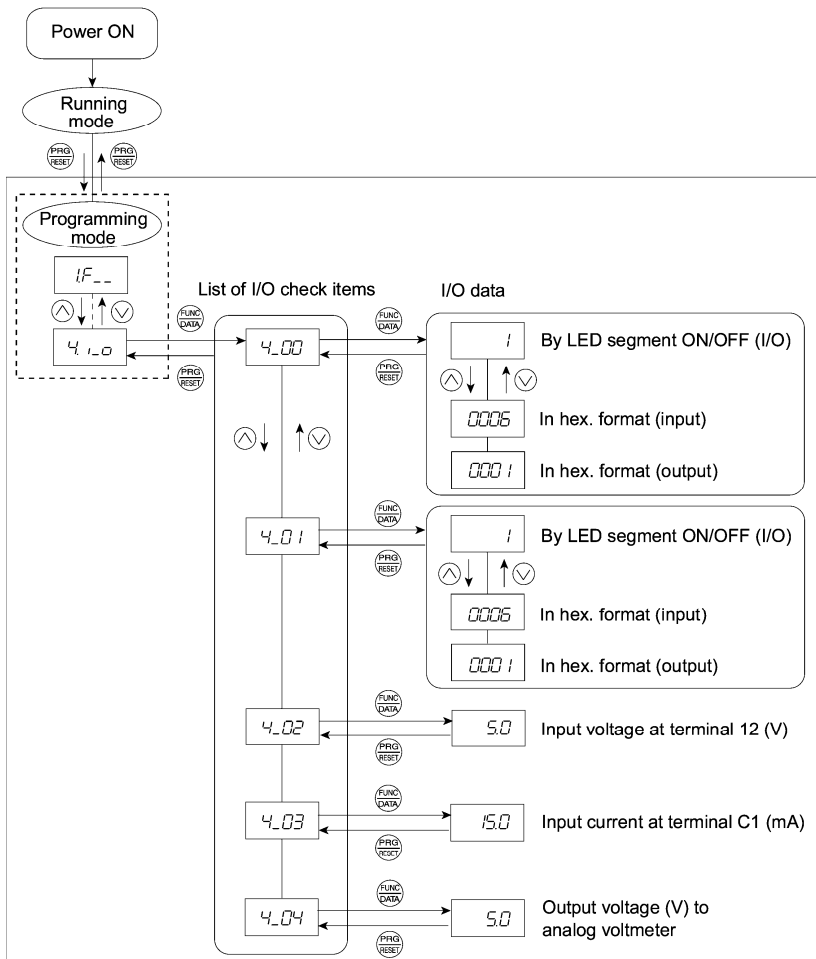 Power ON
Running
mode
PRG
RESET
PRG
RESET
Programming
mode
1.F__
4.i_o
FUNC
DATA
PRG
RESET
List of I/O check items
I/O data
4_00
FUNC
DATA
PRG
RESET
1
By LED segment ON/OFF (I/O)
0006
In hex. format (input)
0001
In hex. format (output)
4_01
FUNC
DATA
PRG
RESET
1
By LED segment ON/OFF (I/O)
0006
In hex. format (input)
0001
In hex. format (output)
4_02
FUNC
DATA
PRG
RESET
5.0
Input voltage at terminal 12 (V)
4_03
FUNC
DATA
PRG
RESET
15.0
Input current at terminal C1 (mA)
4_04
FUNC
DATA
PRG
RESET
5.0
Output voltage (V) to
analog voltmeter